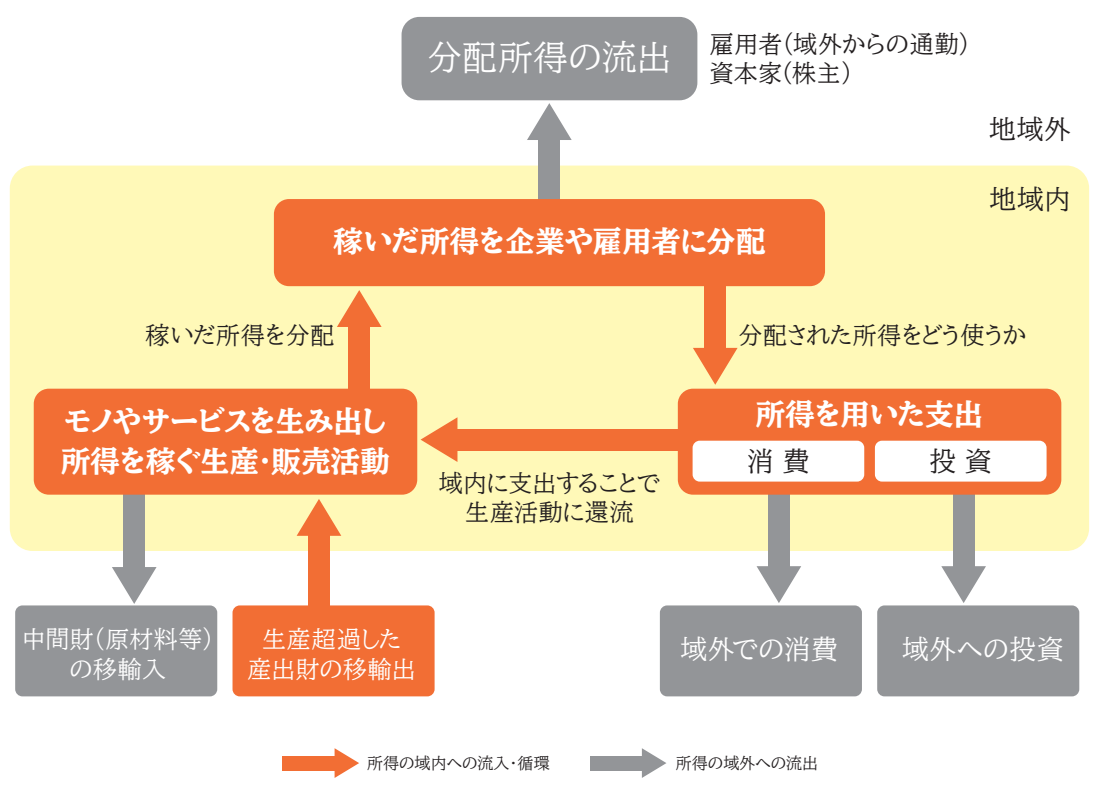 分配所得の流出
雇用者(域外からの通勤)
資本家(株主)
地域外
地域内
稼いだ所得を企業や雇用者に分配
稼いだ所得を分配
分配された所得をどう使うか
モノやサービスを生み出し
所得を稼ぐ生産・販売活動
所得を用いた支出
消費
投資
域内に支出することで
生産活動に還流
中間財(原材料等)
の移輸入
生産超過した
産出財の移輸出
域外での消費
域外への投資
所得の域内への流入・循環
所得の域外への流出